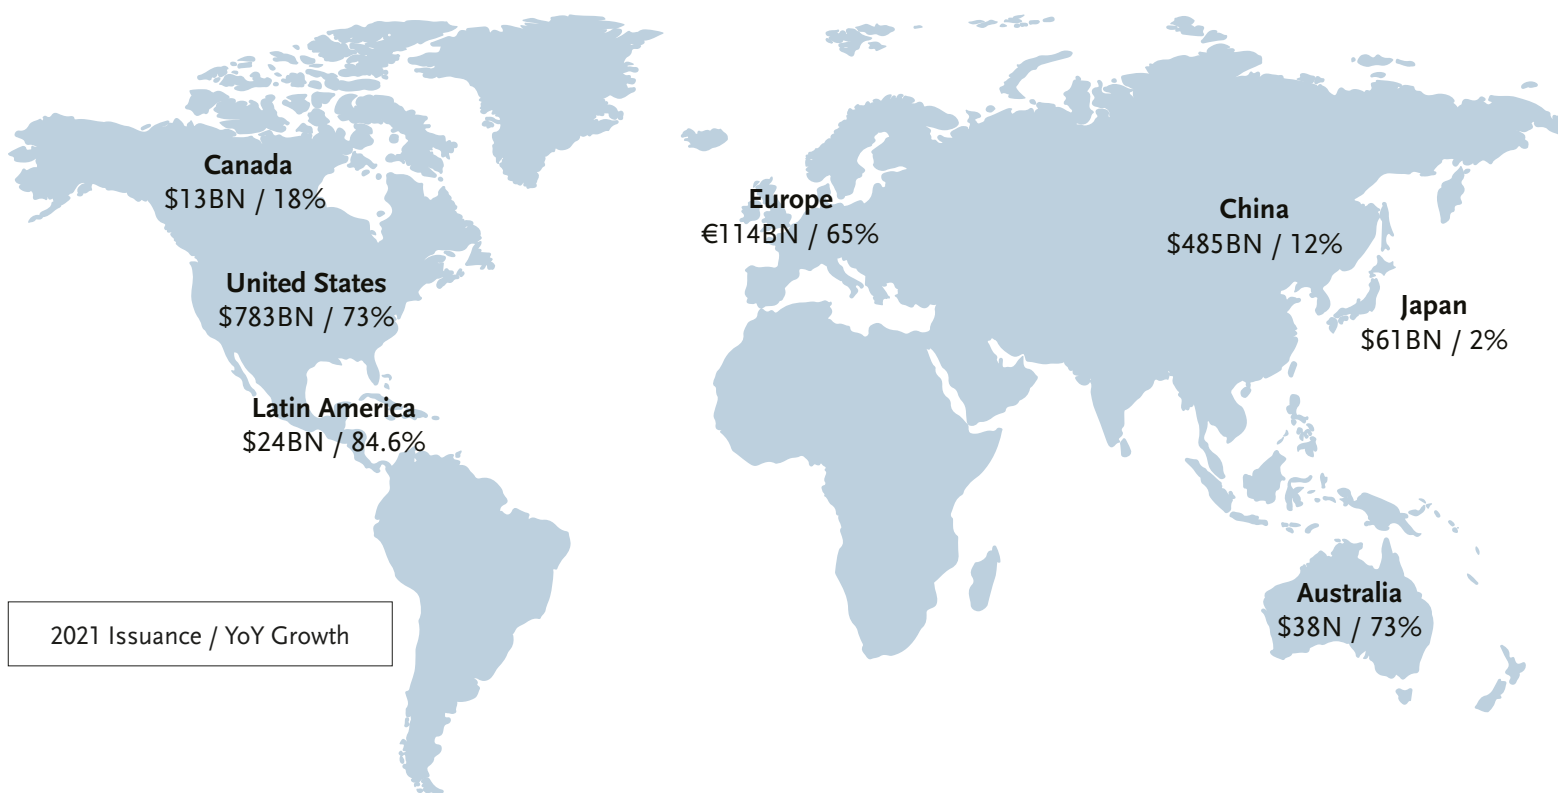 Canada
$13BN / 18%
United States
$783BN / 73%
Latin America
$24BN / 84.6%
Europe
€114BN / 65%
China
$485BN / 12%
Japan
$61BN / 2%
Australia
$38N / 73%
2021 Issuance / YoY Growth